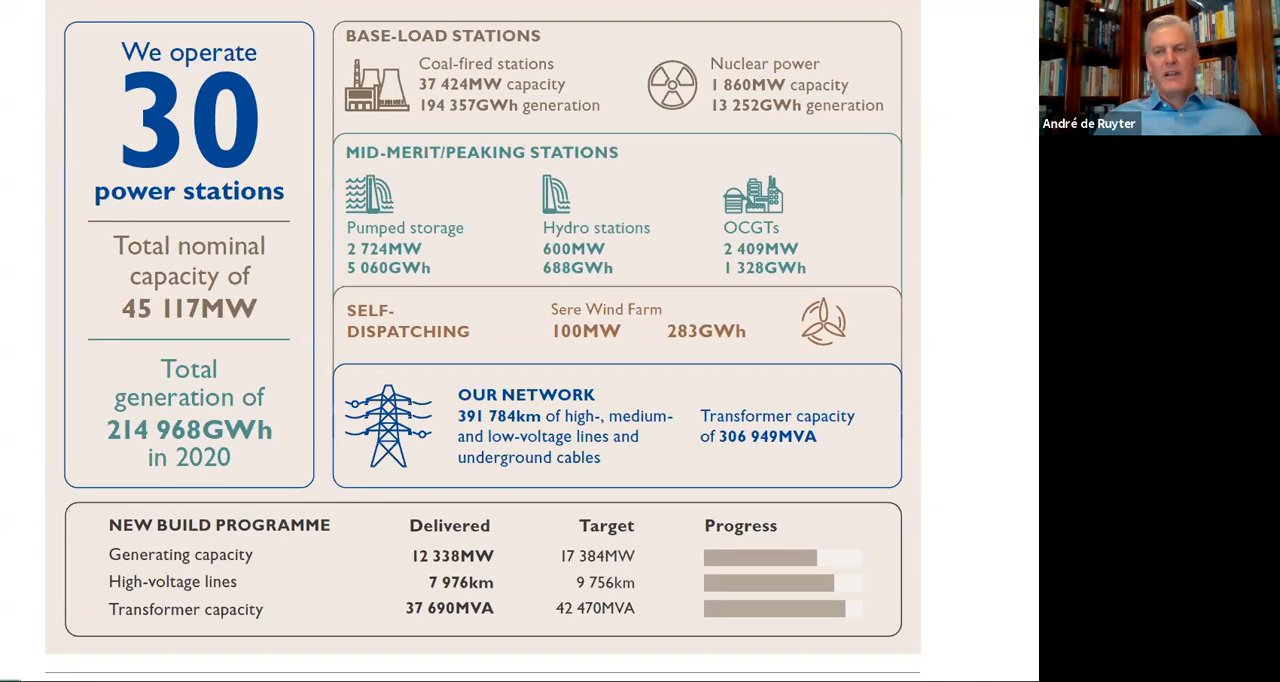 We operate
30
power stations
Total nominal
capacity of
45 117MW
Total
generation of
214 968GWh
in 2020
BASE-LOAD STATIONS
Coal-fired stations
37 424MW capacity
194 357GWh generation
Nuclear power
1 860MW capacity
13 252GWh generation
MID-MERIT/PEAKING STATIONS
Pumped storage
2 724MW
5 060GWh
Hydro stations
600MW
688GWh
OCGTs
2 409MW
1 328GWh
SELF-
DISPATCHING
Sere Wind Farm
100MW 283GWh
OUR NETWORK
391 784km of high-, medium-
and low-voltage lines and
underground cables
Transformer capacity
of 306 949MVA
NEW BUILD PROGRAMME Delivered Target Progress
Generating capacity 12 338MW 17 384MW
High-voltage lines 7 976km 9 756km
Transformer capacity 37 690MVA 42 470MVA
André de Ruyter